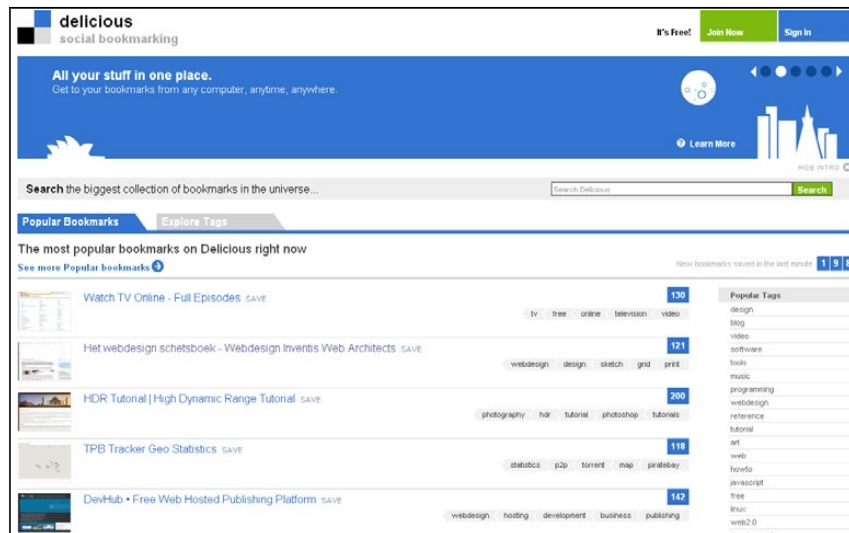 delicious
social bookmarking
It's Free!
Join Now
Sign In
All your stuff in one place.
Get to your bookmarks from any computer, anytime, anywhere.
Learn More
HIDE INTRO
Search the biggest collection of bookmarks in the universe...
Search Delicious
Search
Popular Bookmarks
Explore Tags
The most popular bookmarks on Delicious right now
See more Popular bookmarks
New bookmarks saved in the last minute 1 9 8
Watch TV Online - Full Episodes SAVE
130
tv free online television video
Het webdesign schetsboek - Webdesign Inventis Web Architects SAVE
121
webdesign design sketch grid print
HDR Tutorial | High Dynamic Range Tutorial SAVE
200
photography hdr tutorial photoshop tutorials
TPB Tracker Geo Statistics SAVE
118
statistics p2p torrent map piratebay
DevHub • Free Web Hosted Publishing Platform SAVE
142
webdesign hosting development business publishing
Popular Tags
design
blog
video
software
tools
music
programming
webdesign
reference
tutorial
art
web
howto
javascript
free
linux
web2.0